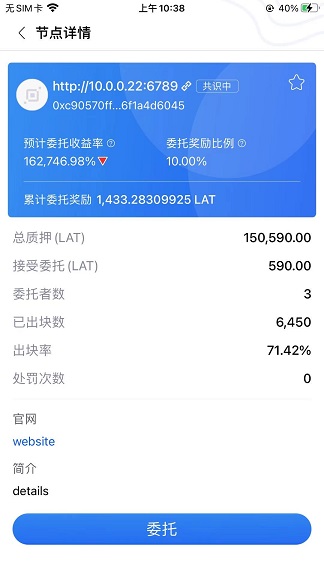 无SIM卡 上午10:38 40%
节点详情
http://10.0.0.22:6789 共识中
0xc90570ff...6f1a4d6045
预计委托收益率 委托奖励比例
162,746.98% 10.00%
累计委托奖励 1,433.28309925 LAT
总质押 (LAT) 150,590.00
接受委托 (LAT) 590.00
委托者数 3
已出块数 6,450
出块率 71.42%
处罚次数 0
官网
website
简介
details
委托